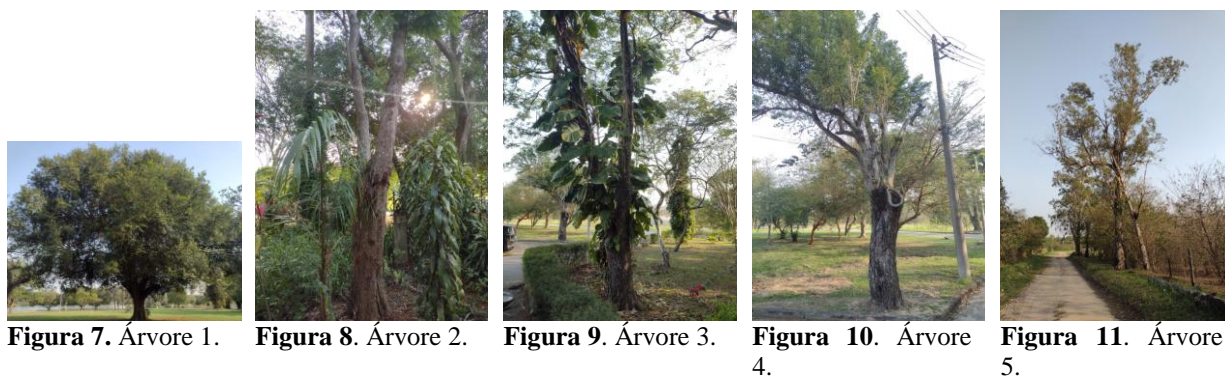 Figura 7. Árvore 1.
Figura 8. Árvore 2.
Figura 9. Árvore 3.
Figura 10. Árvore
4.
Figura 11. Árvore
5.